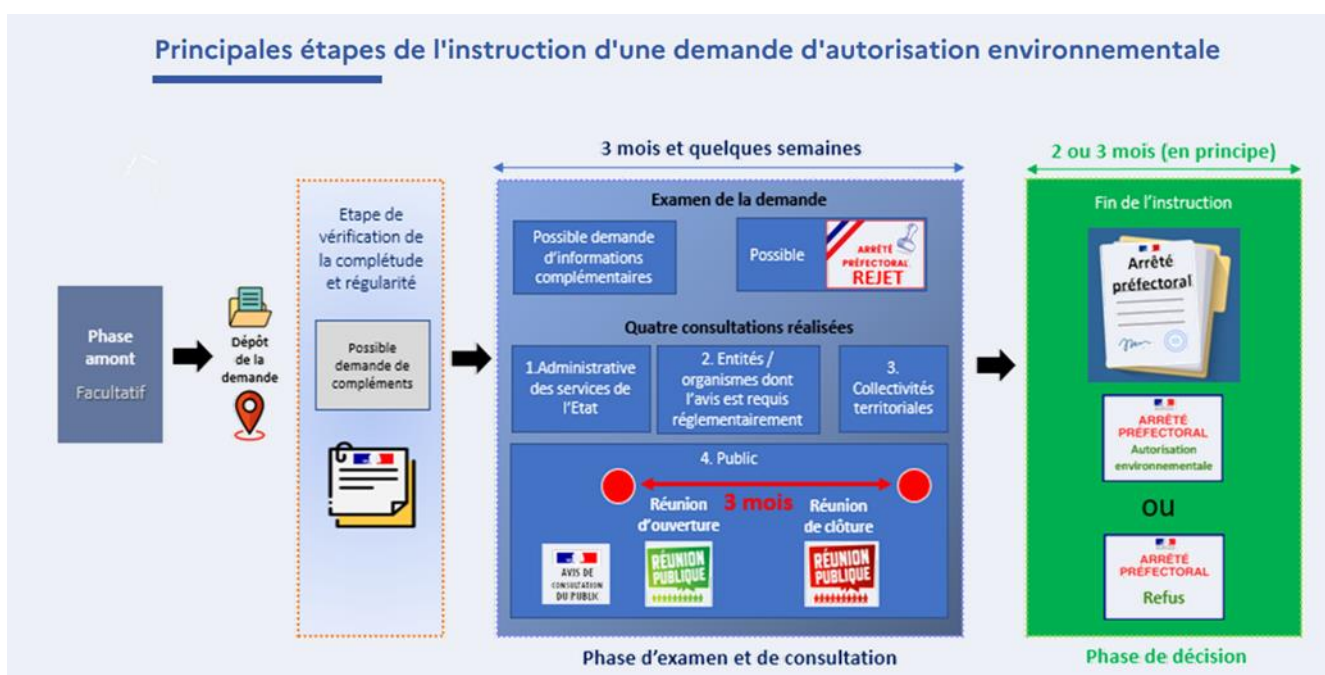 Principales étapes de l'instruction d'une demande d'autorisation environnementale
Phase
amont
Facultatif
Dépôt
de la
demande
Etape de
vérification de
la complétude
et régularité
Possible
demande de
compléments
3 mois et quelques semaines
Examen de la demande
Possible demande
d'informations
complémentaires
Possible
ARRÊTÉ
PRÉFECTORAL
REJET
Quatre consultations réalisées
1.Administrative
des services de
l'Etat
2. Entités /
organismes dont
l'avis est requis
réglementairement
3.
Collectivités
territoriales
4. Public
3 mois
Réunion
d'ouverture
Réunion
de clôture
AVIS DE
CONSULTATION
DU PUBLIC
RÉUNION
PUBLIQUE
RÉUNION
PUBLIQUE
Phase d'examen et de consultation
2 ou 3 mois (en principe)
Fin de l'instruction
Arrêté
préfectoral
ARRÊTÉ
PRÉFECTORAL
Autorisation
environnementale
ou
ARRÊTÉ
PRÉFECTORAL
Refus
Phase de décision